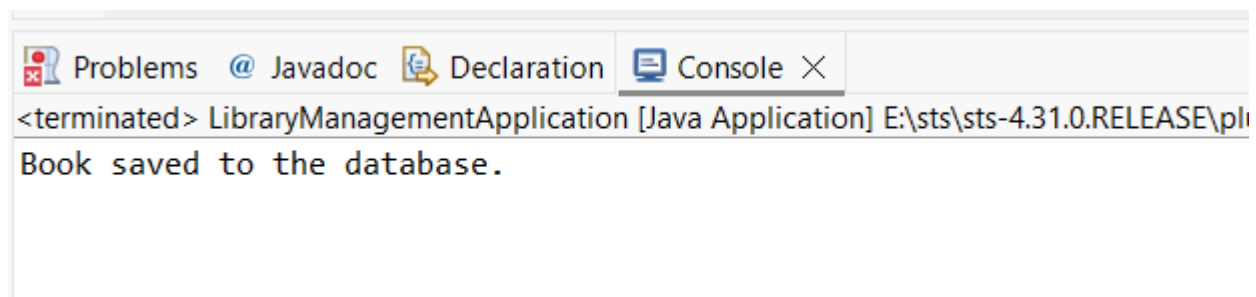 Problems @ Javadoc Declaration Console
<terminated> LibraryManagementApplication [Java Application] E:\sts\sts-4.31.0.RELEASE\pl
Book saved to the database.